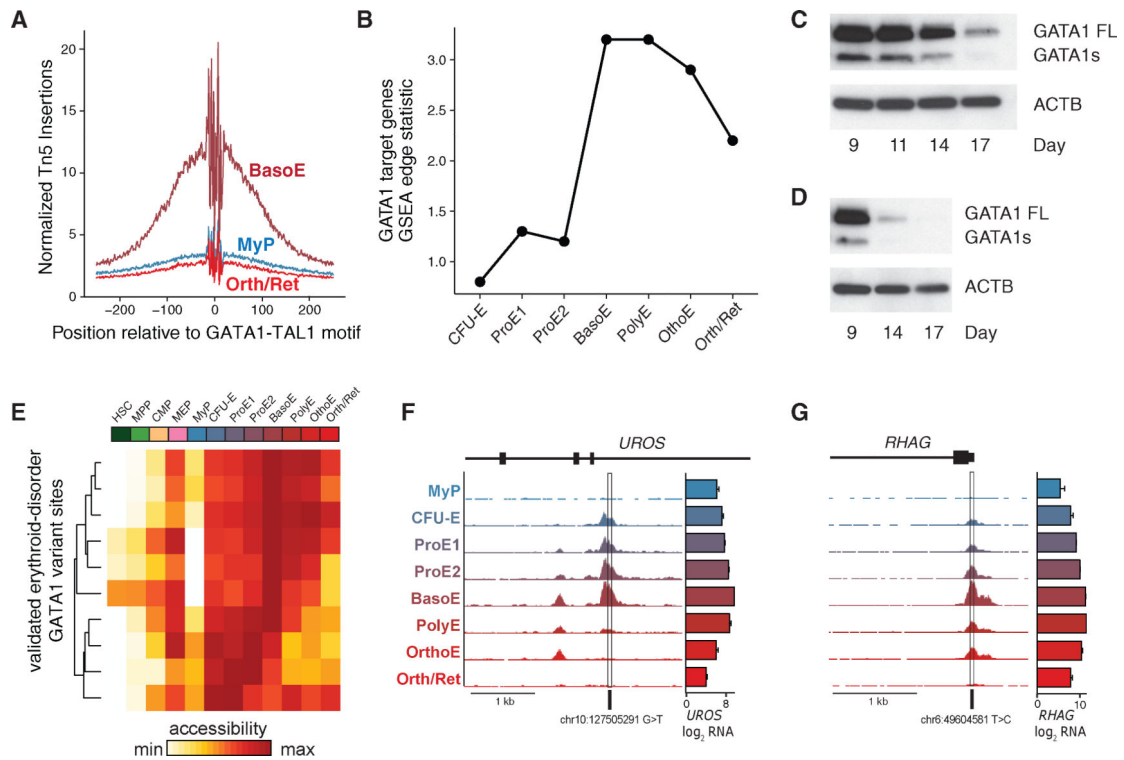 A
Normalized Tn5 Insertions
20
15
10
5
0
BasoE
MyP
Orth/Ret
−200
−100
0
100
200
Position relative to GATA1-TAL1 motif
B
GATA1 target genes
GSEA edge statistic
3.0
2.5
2.0
1.5
1.0
CFU-E
ProE1
ProE2
BasoE
PolyE
OthoE
Orth/Ret
C
GATA1 FL
GATA1s
ACTB
9 11 14 17 Day
D
GATA1 FL
GATA1s
ACTB
9 14 17 Day
E
HSC
MPP
CMP
MEP
MyP
CFU-E
ProE1
ProE2
BasoE
PolyE
OthoE
Orth/Ret
validated erythroid-disorder
GATA1 variant sites
accessibility
min max
F
UROS
MyP
CFU-E
ProE1
ProE2
BasoE
PolyE
OrthoE
Orth/Ret
1 kb
chr10:127505291 G>T
0 8
UROS
log2 RNA
G
RHAG
1 kb
chr6:49604581 T>C
0 10
RHAG
log2 RNA